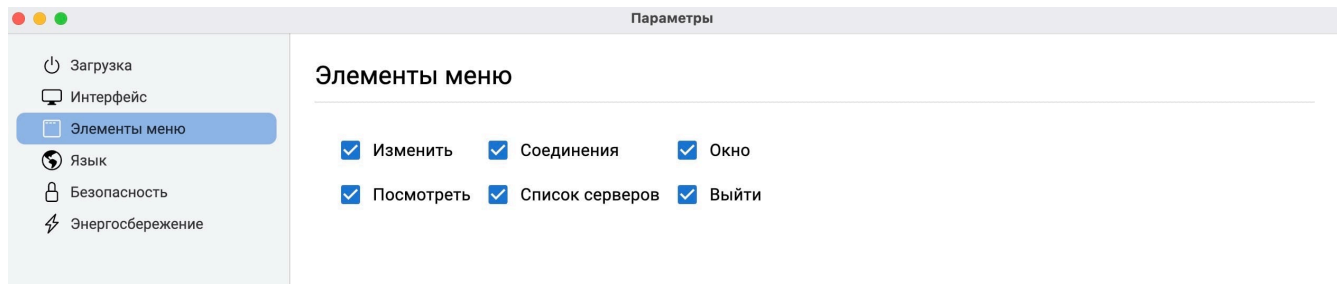 Параметры
Загрузка
Интерфейс
Элементы меню
Язык
Безопасность
Энергосбережение
Элементы меню
Изменить Соединения Окно
Посмотреть Список серверов Выйти